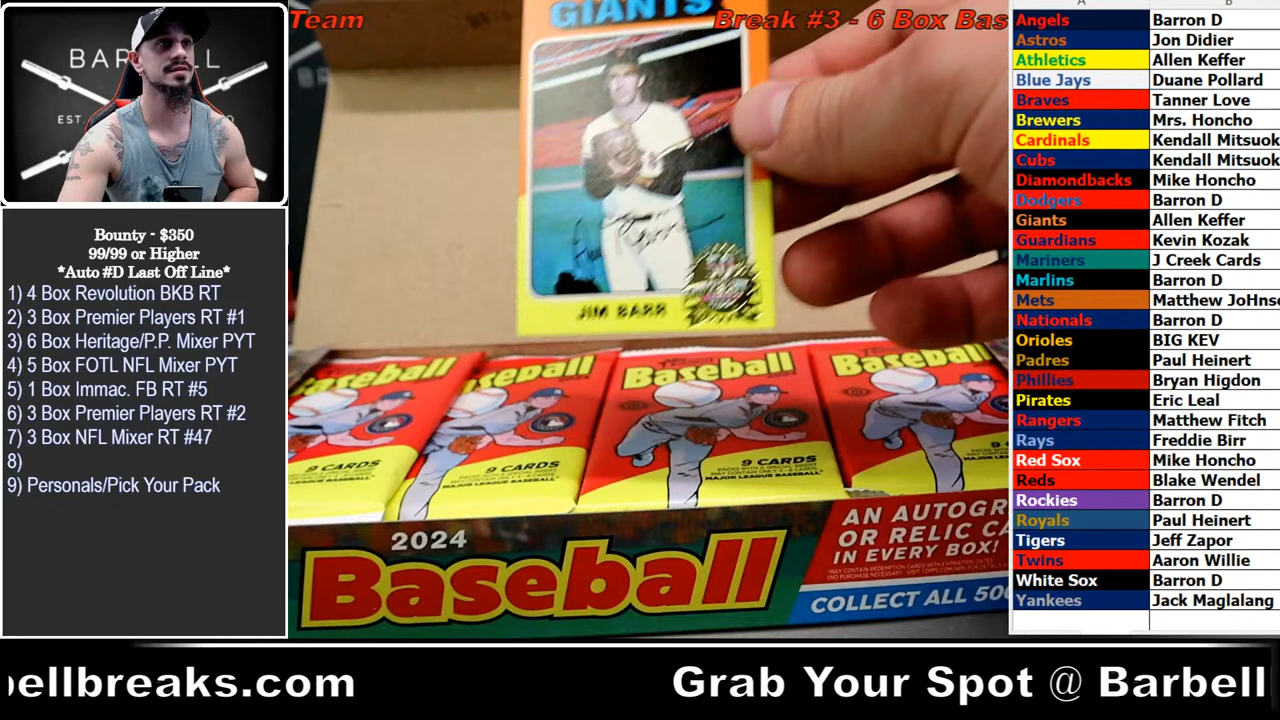 Team
Break #3 - 6 Box Bas
BAR LL
EST.
Bounty - $350
99/99 or Higher
*Auto #D Last Off Line*
1) 4 Box Revolution BKB RT
2) 3 Box Premier Players RT #1
3) 6 Box Heritage/P.P. Mixer PYT
4) 5 Box FOTL NFL Mixer PYT
5) 1 Box Immac. FB RT #5
6) 3 Box Premier Players RT #2
7) 3 Box NFL Mixer RT #47
8)
9) Personals/Pick Your Pack
GIANTS
JIM BARR
Baseball
Baseball
Baseball
Baseball
9 CARDS
9 CARDS
9 CARDS
9 CARDS
MAJOR LEAGUE BASEBALL
2024
Baseball
AN AUTOGR
OR RELIC CA
IN EVERY BOX!
COLLECT ALL 500
A B
Angels Barron D
Astros Jon Didier
Athletics Allen Keffer
Blue Jays Duane Pollard
Braves Tanner Love
Brewers Mrs. Honcho
Cardinals Kendall Mitsuok
Cubs Kendall Mitsuok
Diamondbacks Mike Honcho
Dodgers Barron D
Giants Allen Keffer
Guardians Kevin Kozak
Mariners J Creek Cards
Marlins Barron D
Mets Matthew JoHnso
Nationals Barron D
Orioles BIG KEV
Padres Paul Heinert
Phillies Bryan Higdon
Pirates Eric Leal
Rangers Matthew Fitch
Rays Freddie Birr
Red Sox Mike Honcho
Reds Blake Wendel
Rockies Barron D
Royals Paul Heinert
Tigers Jeff Zapor
Twins Aaron Willie
White Sox Barron D
Yankees Jack Maglalang
bellbreaks.com
Grab Your Spot @ Barbell